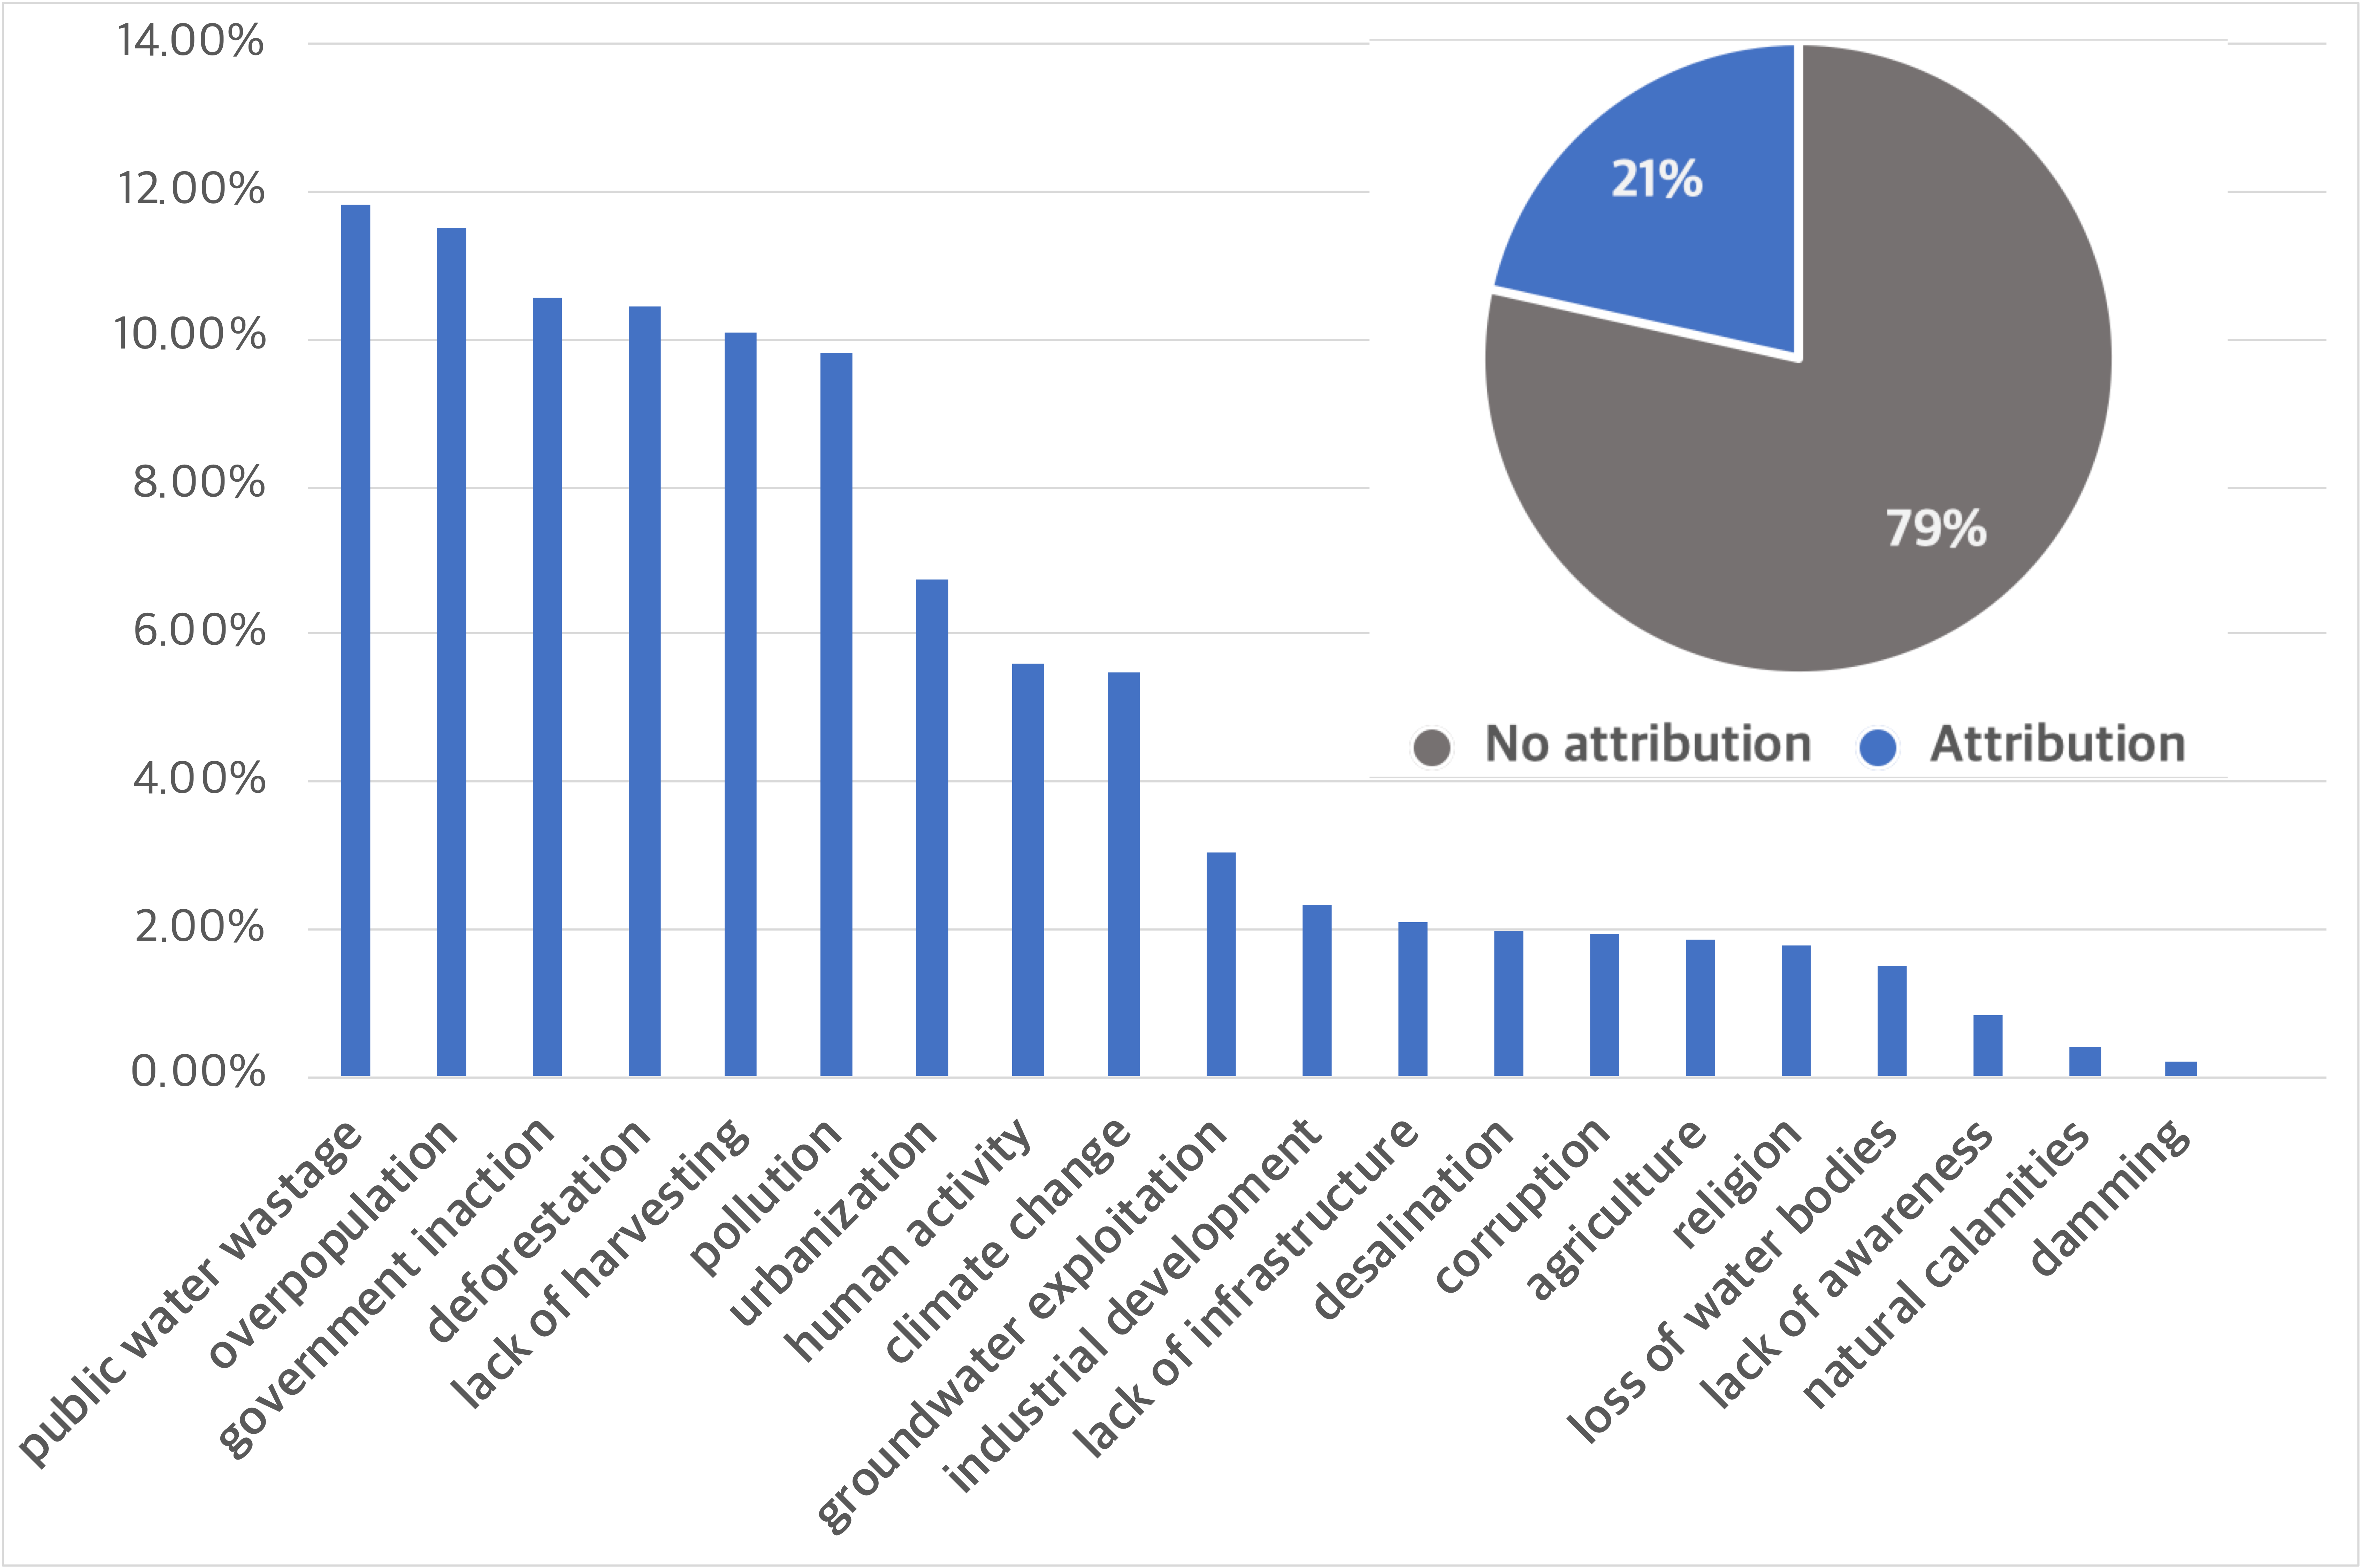 14.00%
12.00%
10.00%
8.00%
6.00%
4.00%
2.00%
0.00%
21%
79%
No attribution
Attribution
public water wastage
overpopulation
government inaction
deforestation
lack of harvesting
pollution
urbanization
human activity
climate change
groundwater exploitation
industrial development
lack of infrastructure
desalination
corruption
agriculture
religion
loss of water bodies
lack of awareness
natural calamities
damming